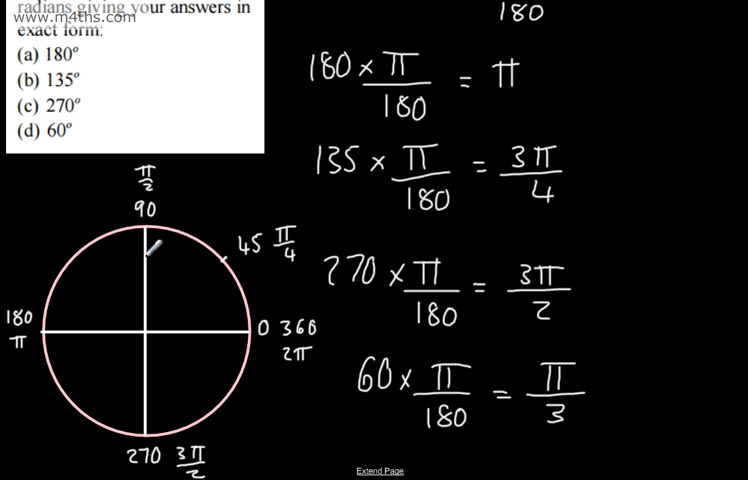 radians giving your answers in
www.m4ths.com
exact form:
(a) 180°
(b) 135°
(c) 270°
(d) 60°
180
180 × π/180 = π
135 × π/180 = 3π/4
270 × π/180 = 3π/2
60 × π/180 = π/3
π/2
90
45 π/4
180
π
0 360
2π
270 3π/2
Extend Page